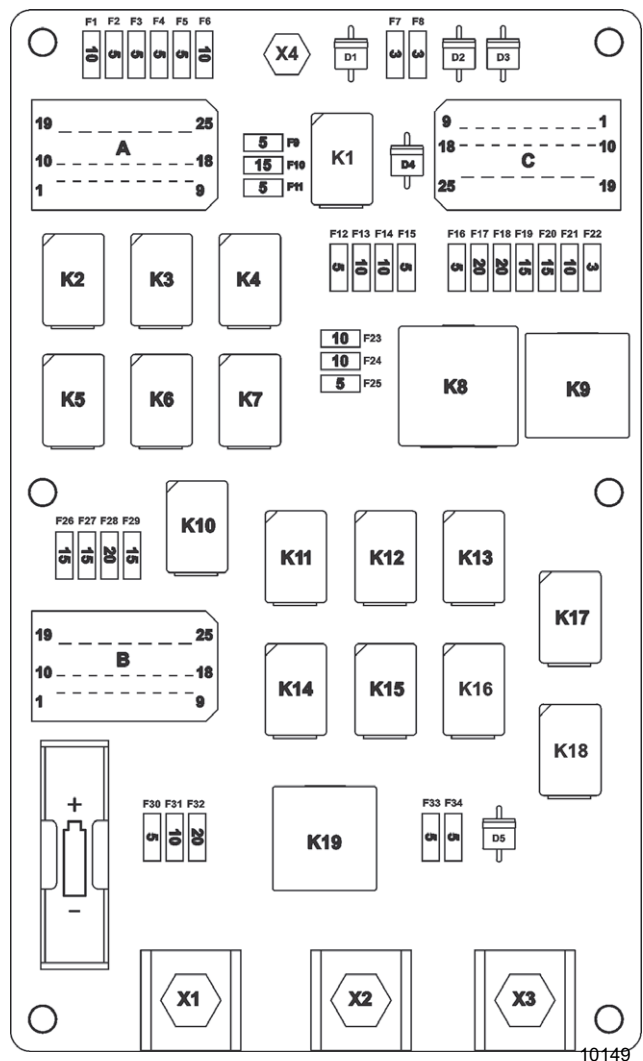 F1 F2 F3 F4 F5 F6
10 5 5 5 5 10
X4
D1
F7 F8
3 3
D2 D3
19 25
A
10 18
1 9
5 F9
15 F10
5 F11
K1
D4
9 1
18 10
C
25 19
K2 K3 K4
F12 F13 F14 F15
5 10 10 5
F16 F17 F18 F19 F20 F21 F22
5 20 20 15 15 10 3
10 F23
10 F24
5 F25
K5 K6 K7
K8
K9
F26 F27 F28 F29
15 15 20 15
K10
K11 K12 K13
K17
19 25
B
10 18
1 9
K14 K15 K16
K18
+
−
F30 F31 F32
5 10 20
K19
F33 F34
5 5
D5
X1 X2 X3
10149